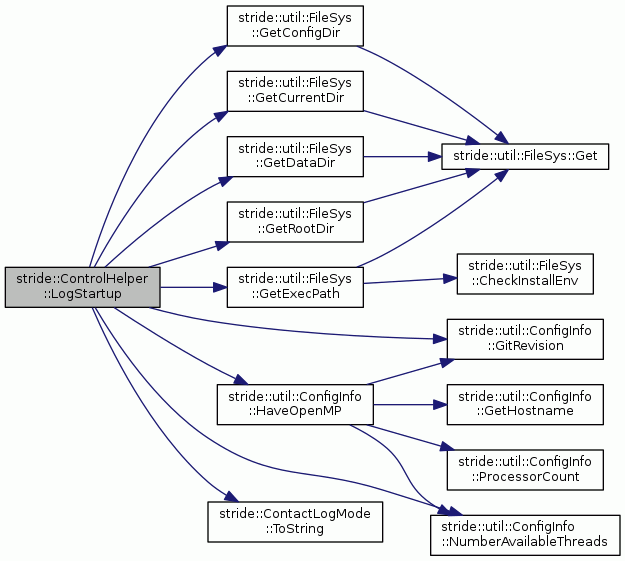 stride::util::FileSys
::GetConfigDir
stride::util::FileSys
::GetCurrentDir
stride::util::FileSys
::GetDataDir
stride::util::FileSys::Get
stride::util::FileSys
::GetRootDir
stride::ControlHelper
::LogStartup
stride::util::FileSys
::GetExecPath
stride::util::FileSys
::CheckInstallEnv
stride::util::ConfigInfo
::GitRevision
stride::util::ConfigInfo
::HaveOpenMP
stride::util::ConfigInfo
::GetHostname
stride::util::ConfigInfo
::ProcessorCount
stride::ContactLogMode
::ToString
stride::util::ConfigInfo
::NumberAvailableThreads